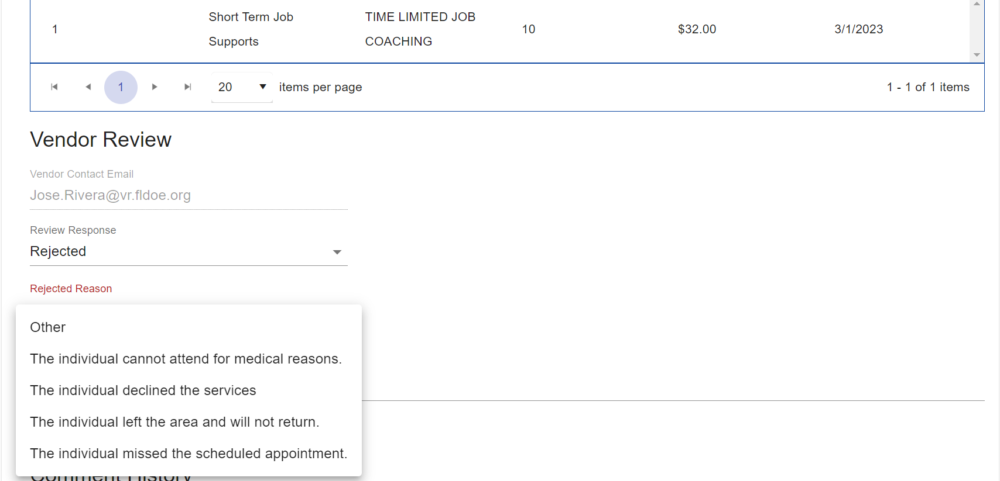 1 Short Term Job Supports TIME LIMITED JOB COACHING 10 $32.00 3/1/2023
1 20 items per page 1 - 1 of 1 items
Vendor Review
Vendor Contact Email
Jose.Rivera@vr.fldoe.org
Review Response
Rejected
Rejected Reason
Other
The individual cannot attend for medical reasons.
The individual declined the services
The individual left the area and will not return.
The individual missed the scheduled appointment.
Comment History